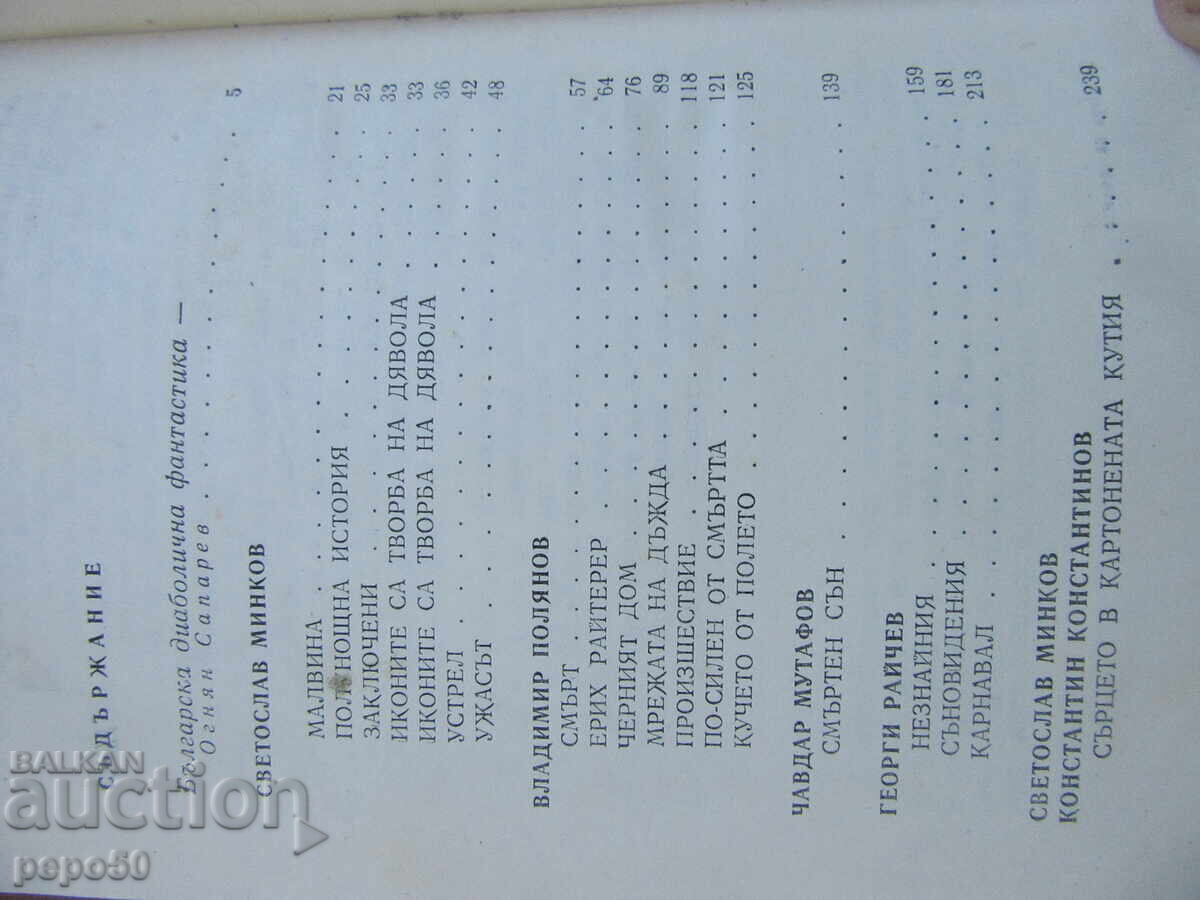 СЪДЪРЖАНИЕ
Българска диаболична фантастика —
Огнян Сапарев . . . . . . . . . . . . . . . 5
СВЕТОСЛАВ МИНКОВ
МАЛВИНА . . . . . . . . . . . . . . . 21
ПОЛУНОЩНА ИСТОРИЯ . . . . . . . . . . 25
ЗАКЛЮЧЕНИ . . . . . . . . . . . . . . 33
ИКОНИТЕ СА ТВОРБА НА ДЯВОЛА . . . . . . 33
ИКОНИТЕ СА ТВОРБА НА ДЯВОЛА . . . . . . 36
УСТРЕЛ . . . . . . . . . . . . . . . 42
УЖАСЪТ . . . . . . . . . . . . . . . 48
ВЛАДИМИР ПОЛЯНОВ
СМЪРТ . . . . . . . . . . . . . . . . 57
ЕРИХ РАЙТЕРЕР . . . . . . . . . . . . . 64
ЧЕРНИЯТ ДОМ . . . . . . . . . . . . . 76
МРЕЖАТА НА ДЪЖДА . . . . . . . . . . . 89
ПРОИЗШЕСТВИЕ . . . . . . . . . . . . . 118
ПО-СИЛЕН ОТ СМЪРТТА . . . . . . . . . . 121
КУЧЕТО ОТ ПОЛЕТО . . . . . . . . . . . 125
ЧАВДАР МУТАФОВ
СМЪРТЕН СЪН . . . . . . . . . . . . . 139
ГЕОРГИ РАЙЧЕВ
НЕЗНАЙНИЯ . . . . . . . . . . . . . . 159
СЪНОВИДЕНИЯ . . . . . . . . . . . . . 181
КАРНАВАЛ . . . . . . . . . . . . . . 213
СВЕТОСЛАВ МИНКОВ
КОНСТАНТИН КОНСТАНТИНОВ
СЪРЦЕТО В КАРТОНЕНАТА КУТИЯ . . . . . . 239
BALKAN
auction
pepo50